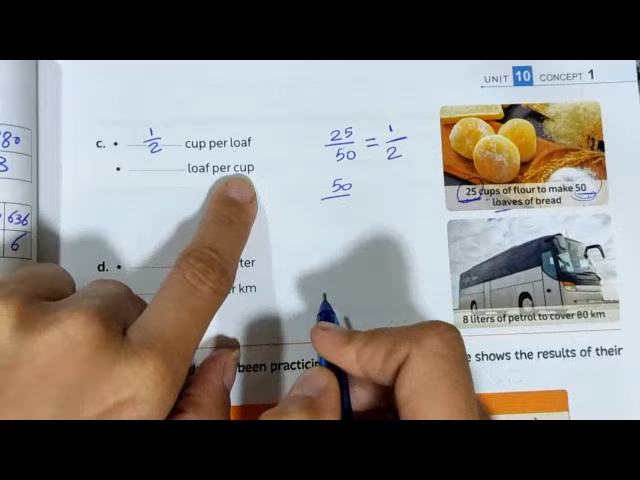 UNIT 10 CONCEPT 1
80
3
636
6
c. • 1/2 cup per loaf
• loaf per cup
25/50 = 1/2
50
25 cups of flour to make 50
loaves of bread
d. • ter
km
8 liters of petrol to cover 80 km
been practicin
shows the results of their